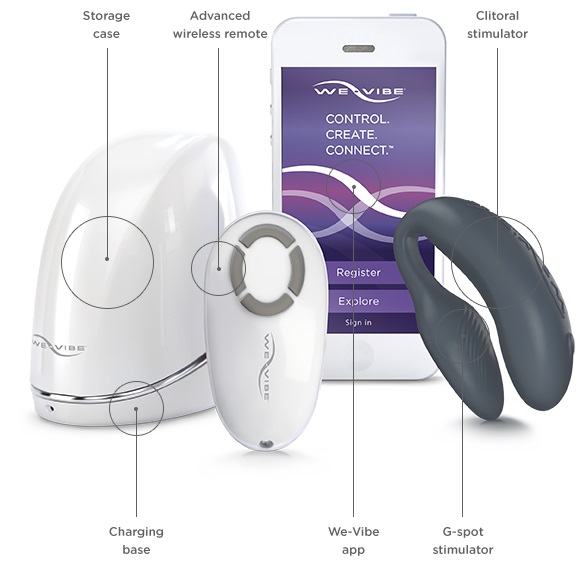 Storage
case
Advanced
wireless remote
Clitoral
stimulator
WE-VIBE
CONTROL.
CREATE.
CONNECT.™
Register
Explore
Sign in
WE-VIBE
WE-VIBE
Charging
base
We-Vibe
app
G-spot
stimulator